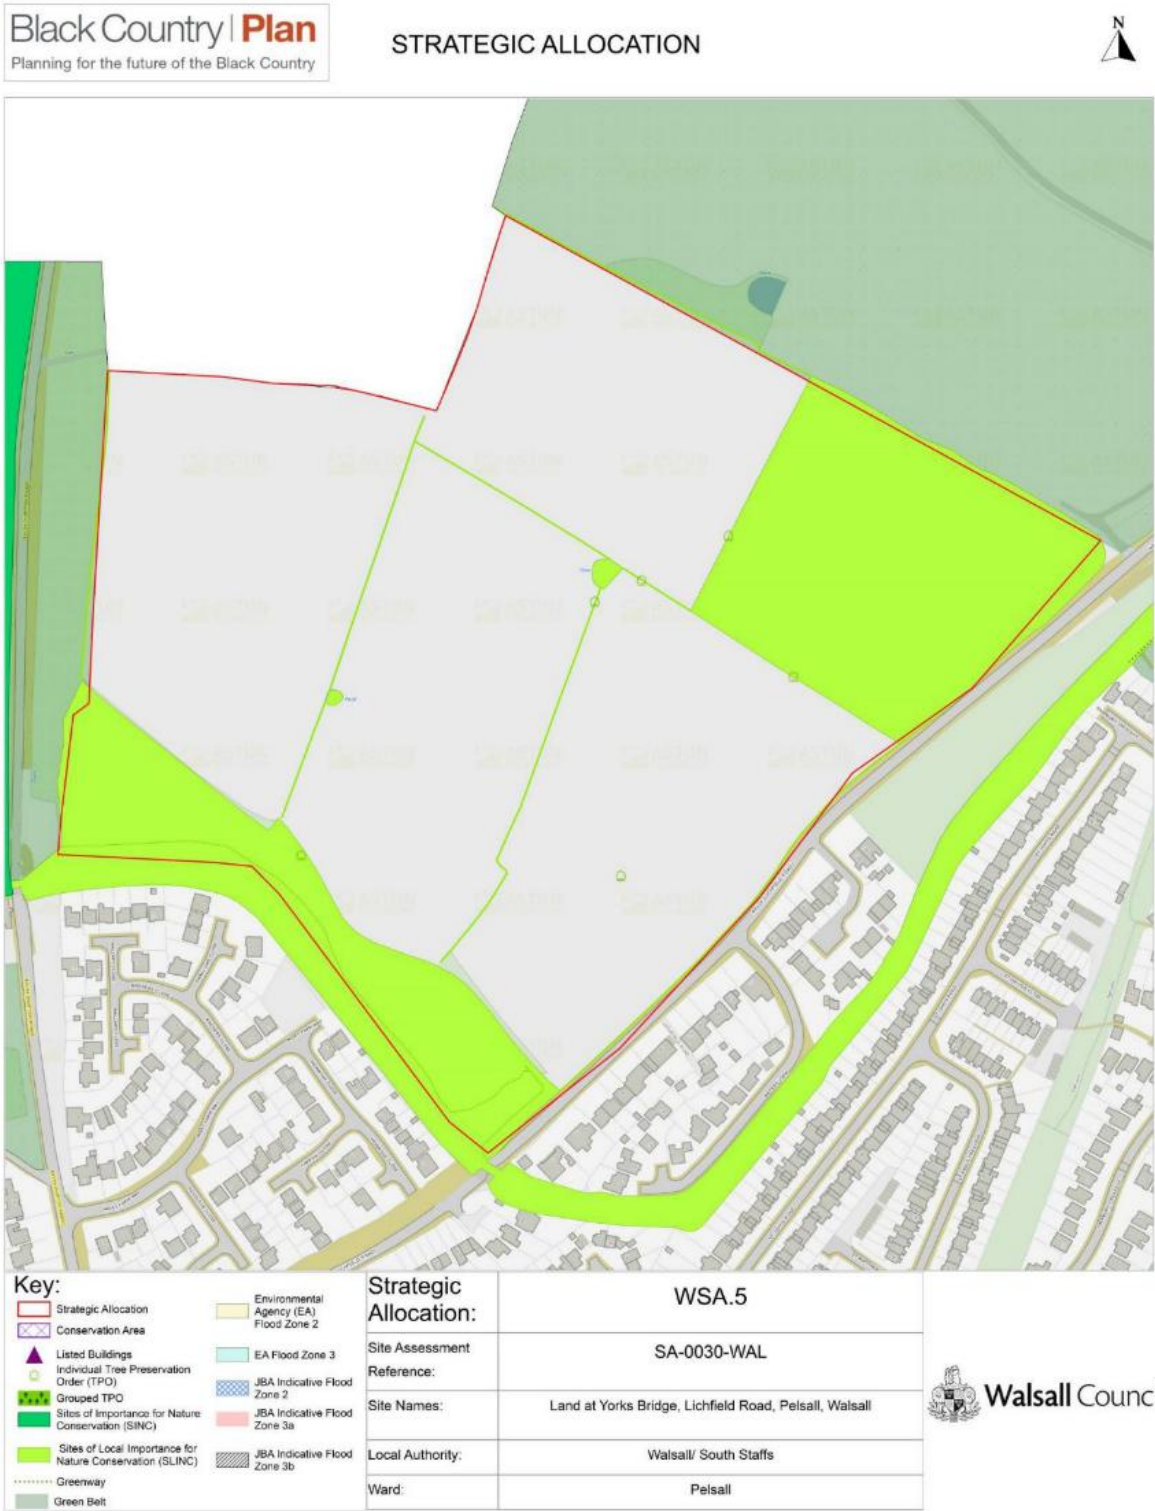 Black Country | Plan
Planning for the future of the Black Country
STRATEGIC ALLOCATION
N
Key:
Strategic Allocation
Conservation Area
Listed Buildings
Individual Tree Preservation
Order (TPO)
Grouped TPO
Sites of Importance for Nature
Conservation (SINC)
Sites of Local Importance for
Nature Conservation (SLINC)
Greenway
Green Belt
Environmental
Agency (EA)
Flood Zone 2
EA Flood Zone 3
JBA Indicative Flood
Zone 2
JBA Indicative Flood
Zone 3a
JBA Indicative Flood
Zone 3b
Strategic
Allocation:
WSA.5
Site Assessment
Reference:
SA-0030-WAL
Site Names:
Land at Yorks Bridge, Lichfield Road, Pelsall, Walsall
Local Authority:
Walsall/ South Staffs
Ward:
Pelsall
Walsall Counc